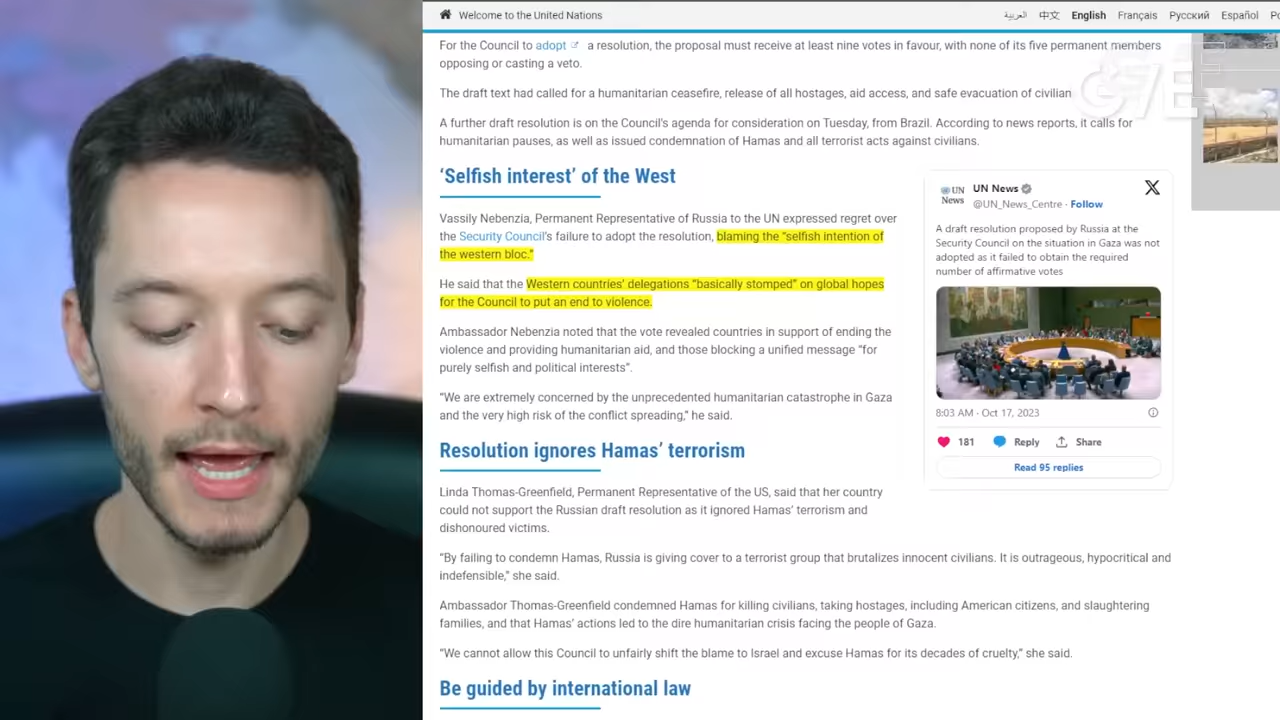 Welcome to the United Nations
العربية 中文 English Français Русский Español
For the Council to adopt a resolution, the proposal must receive at least nine votes in favour, with none of its five permanent members
opposing or casting a veto.
The draft text had called for a humanitarian ceasefire, release of all hostages, aid access, and safe evacuation of civilian
A further draft resolution is on the Council's agenda for consideration on Tuesday, from Brazil. According to news reports, it calls for
humanitarian pauses, as well as issued condemnation of Hamas and all terrorist acts against civilians.
‘Selfish interest’ of the West
Vassily Nebenzia, Permanent Representative of Russia to the UN expressed regret over
the Security Council's failure to adopt the resolution, blaming the “selfish intention of
the western bloc.”
He said that the Western countries’ delegations “basically stomped” on global hopes
for the Council to put an end to violence.
Ambassador Nebenzia noted that the vote revealed countries in support of ending the
violence and providing humanitarian aid, and those blocking a unified message “for
purely selfish and political interests”.
“We are extremely concerned by the unprecedented humanitarian catastrophe in Gaza
and the very high risk of the conflict spreading,” he said.
Resolution ignores Hamas’ terrorism
Linda Thomas-Greenfield, Permanent Representative of the US, said that her country
could not support the Russian draft resolution as it ignored Hamas’ terrorism and
dishonoured victims.
“By failing to condemn Hamas, Russia is giving cover to a terrorist group that brutalizes innocent civilians. It is outrageous, hypocritical and
indefensible,” she said.
Ambassador Thomas-Greenfield condemned Hamas for killing civilians, taking hostages, including American citizens, and slaughtering
families, and that Hamas’ actions led to the dire humanitarian crisis facing the people of Gaza.
“We cannot allow this Council to unfairly shift the blame to Israel and excuse Hamas for its decades of cruelty,” she said.
Be guided by international law
UN
News
UN News
@UN_News_Centre · Follow
A draft resolution proposed by Russia at the
Security Council on the situation in Gaza was not
adopted as it failed to obtain the required
number of affirmative votes
8:03 AM · Oct 17, 2023
181 Reply Share
Read 95 replies